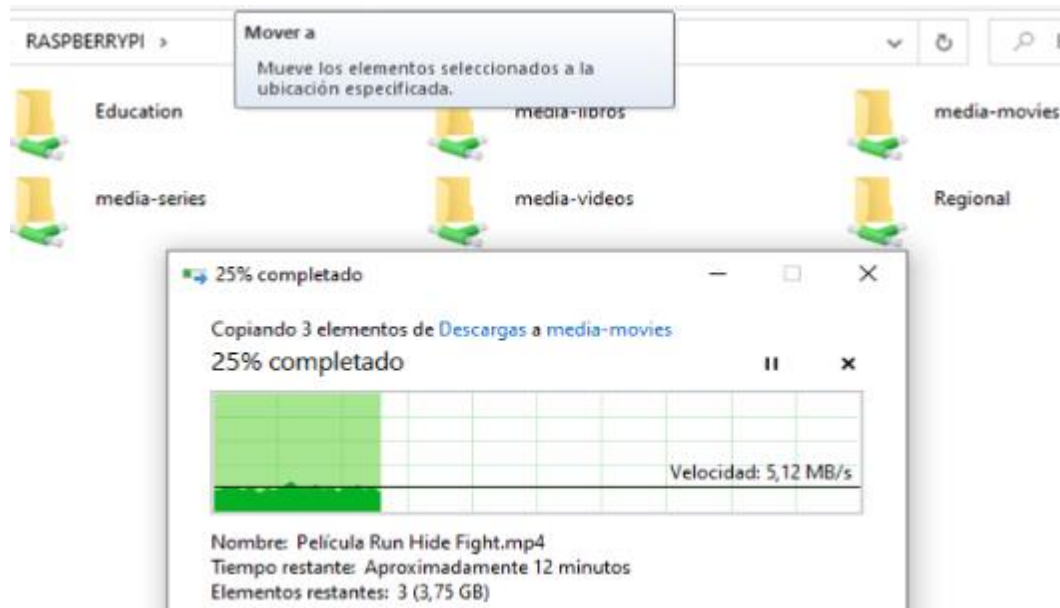 RASPBERRYPI >
Mover a
Mueve los elementos seleccionados a la
ubicación especificada.
Education
media-libros
media-movies
media-series
media-videos
Regional
25% completado
Copiando 3 elementos de Descargas a media-movies
25% completado
Velocidad: 5,12 MB/s
Nombre: Película Run Hide Fight.mp4
Tiempo restante: Aproximadamente 12 minutos
Elementos restantes: 3 (3,75 GB)